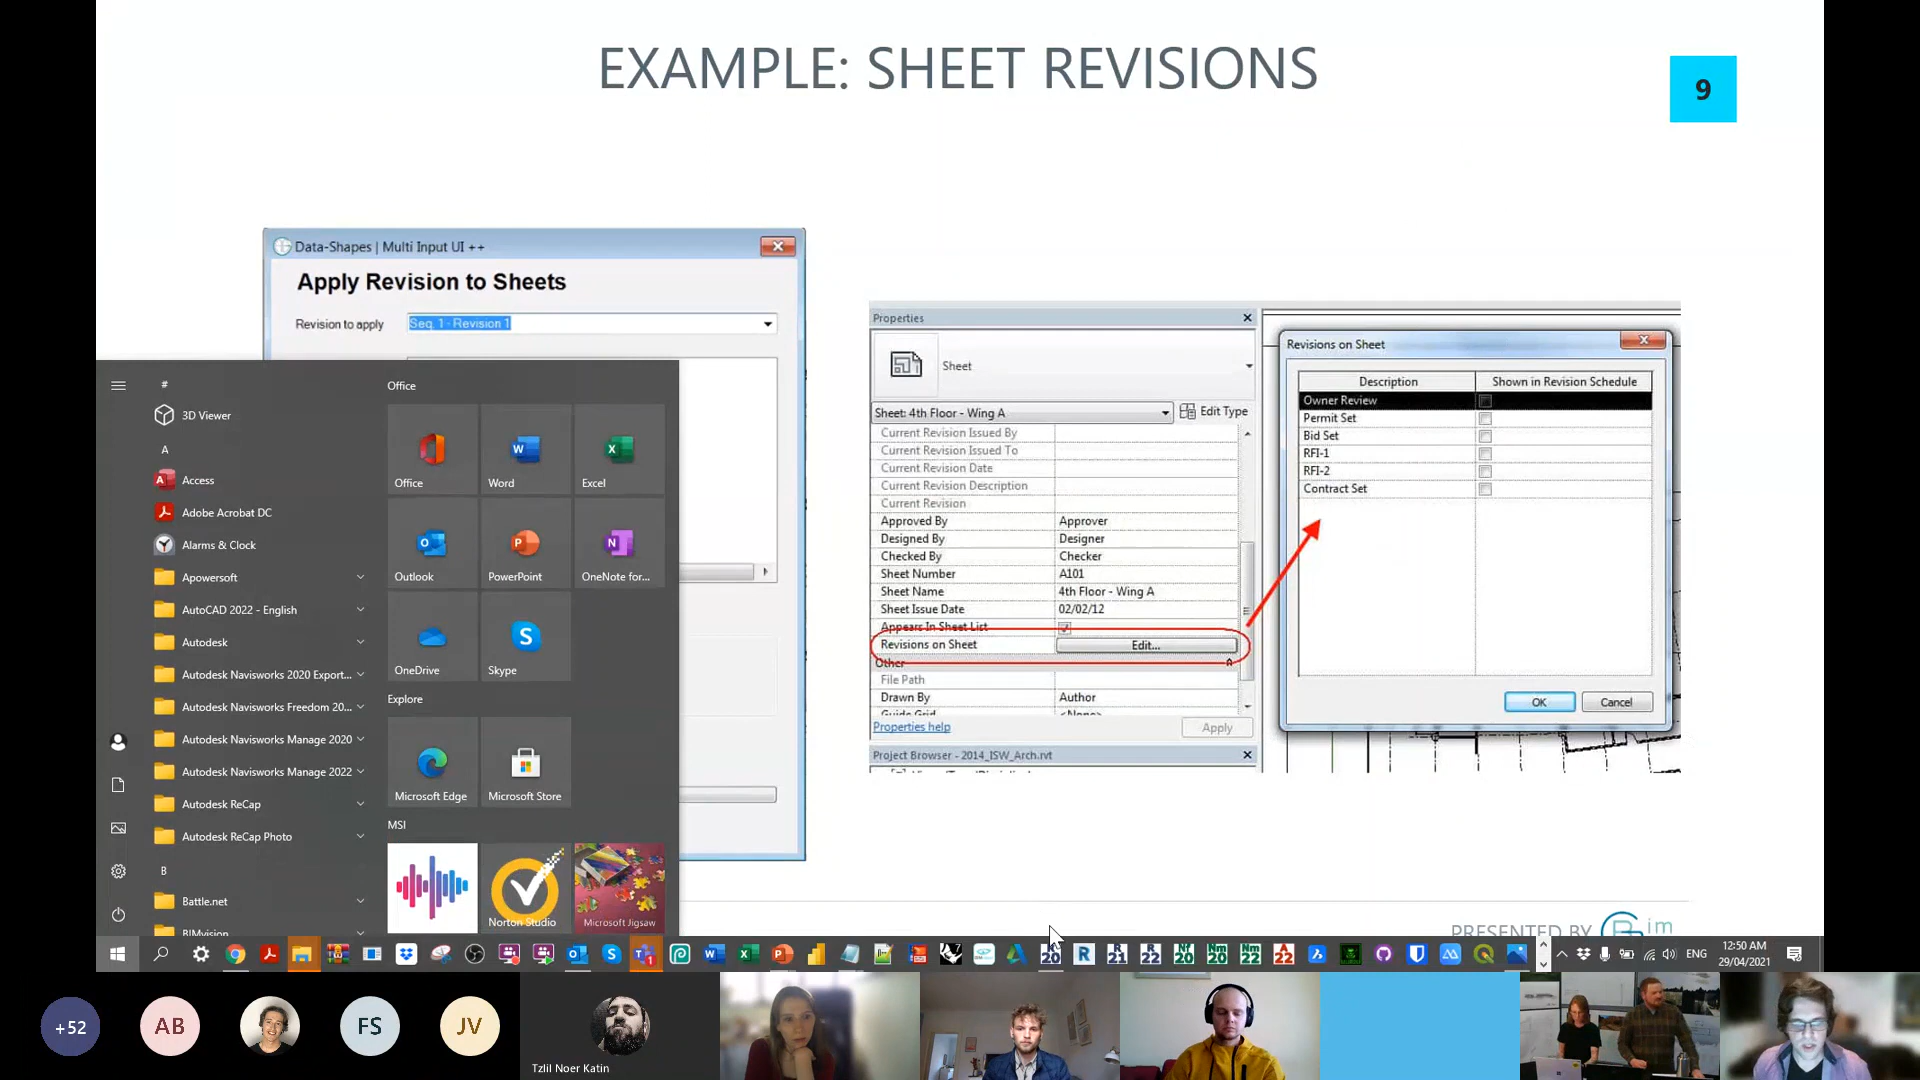 EXAMPLE: SHEET REVISIONS
9
Data-Shapes | Multi Input UI ++
Apply Revision to Sheets
Revision to apply
Seq. 1 - Revision 1
#
3D Viewer
A
Access
Adobe Acrobat DC
Alarms & Clock
Apowersoft
AutoCAD 2022 - English
Autodesk
Autodesk Navisworks 2020 Export...
Autodesk Navisworks Freedom 20...
Autodesk Navisworks Manage 2020
Autodesk Navisworks Manage 2022
Autodesk ReCap
Autodesk ReCap Photo
B
Battle.net
BIMvision
Office
Office
Word
Excel
Outlook
PowerPoint
OneNote for...
OneDrive
Skype
Explore
Microsoft Edge
Microsoft Store
MSI
Norton Studio
Microsoft Jigsaw
Properties
Sheet
Sheet: 4th Floor - Wing A
Edit Type
Current Revision Issued By
Current Revision Issued To
Current Revision Date
Current Revision Description
Current Revision
Approved By Approver
Designed By Designer
Checked By Checker
Sheet Number A101
Sheet Name 4th Floor - Wing A
Sheet Issue Date 02/02/12
Appears In Sheet List
Revisions on Sheet Edit...
Other
File Path
Drawn By Author
Guide Grid <None>
Properties help
Apply
Project Browser - 2014_ISW_Arch.rvt
Revisions on Sheet
Description Shown in Revision Schedule
Owner Review
Permit Set
Bid Set
RFI-1
RFI-2
Contract Set
OK
Cancel
PRESENTED BY
im
ENG
12:50 AM
29/04/2021
+52
AB
FS
JV
Tzlil Noer Katin